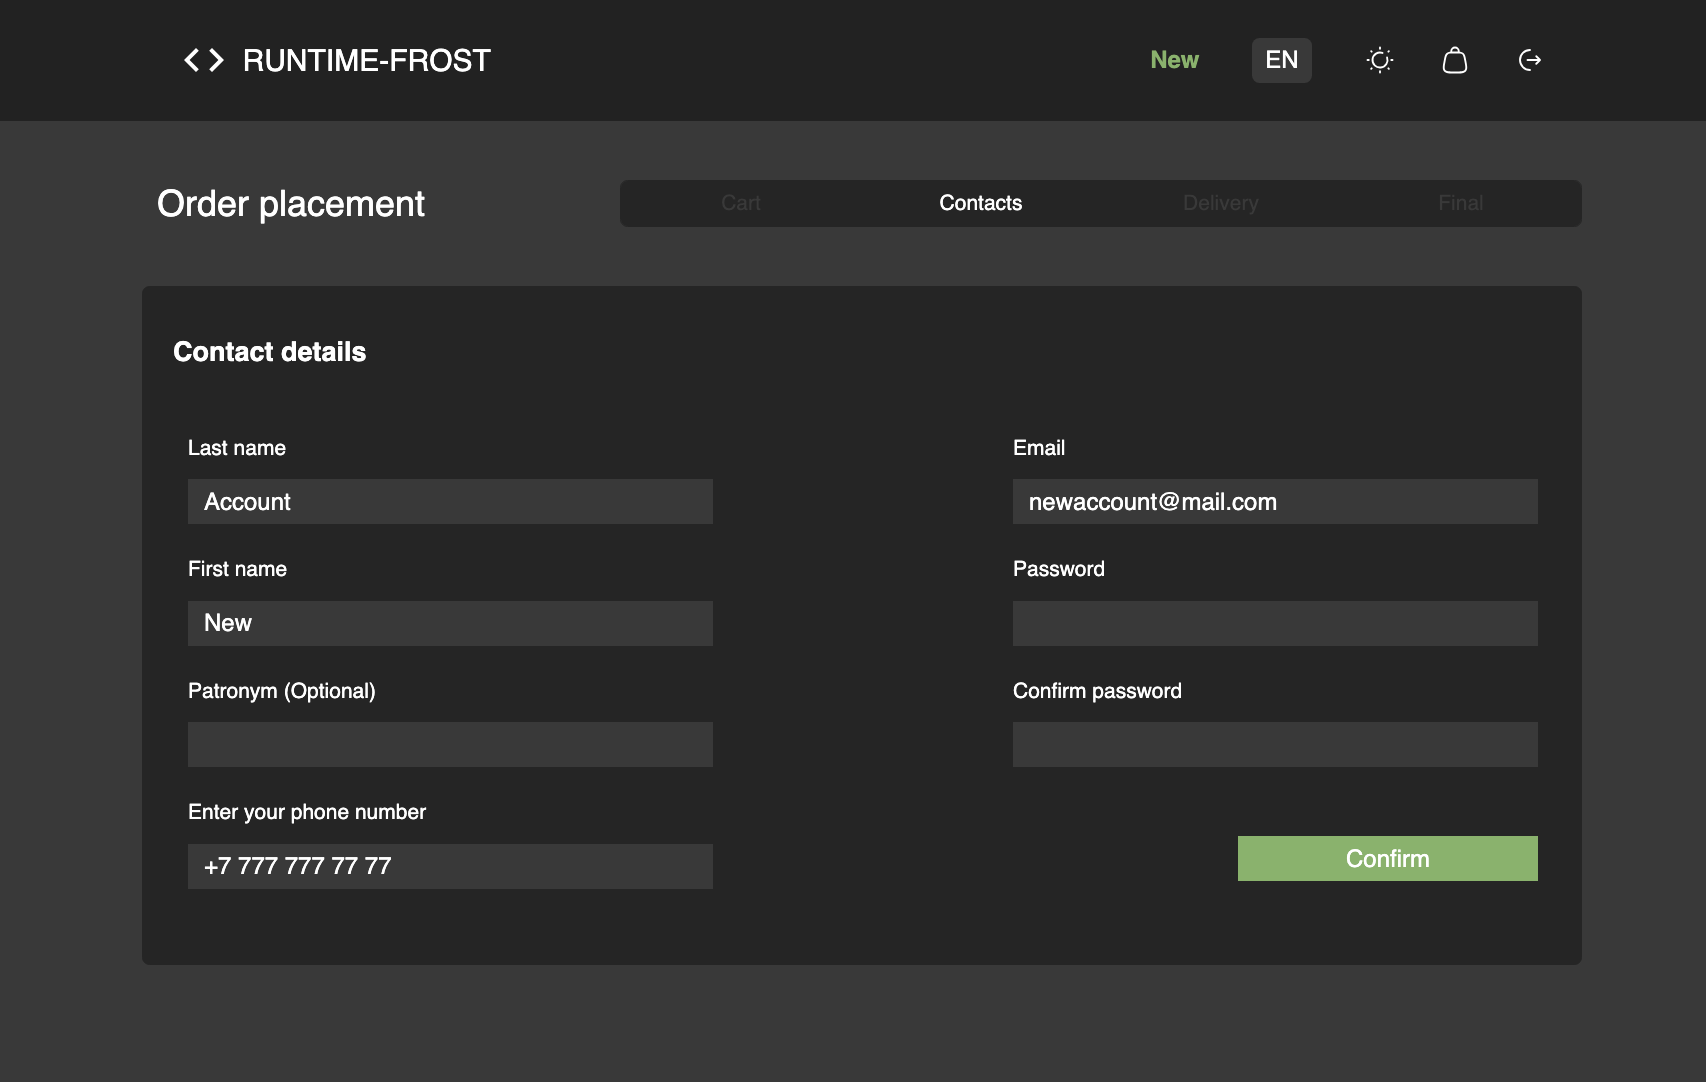 RUNTIME-FROST
New
EN
Order placement
Cart
Contacts
Delivery
Final
Contact details
Last name
Account
First name
New
Patronym (Optional)
Enter your phone number
+7 777 777 77 77
Email
newaccount@mail.com
Password
Confirm password
Confirm